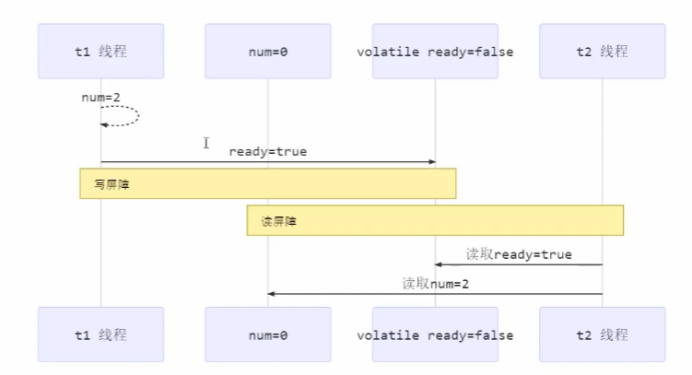 t1 线程
num=0
volatile ready=false
t2 线程
num=2
ready=true
写屏障
读屏障
读取ready=true
读取num=2
t1 线程
num=0
volatile ready=false
t2 线程